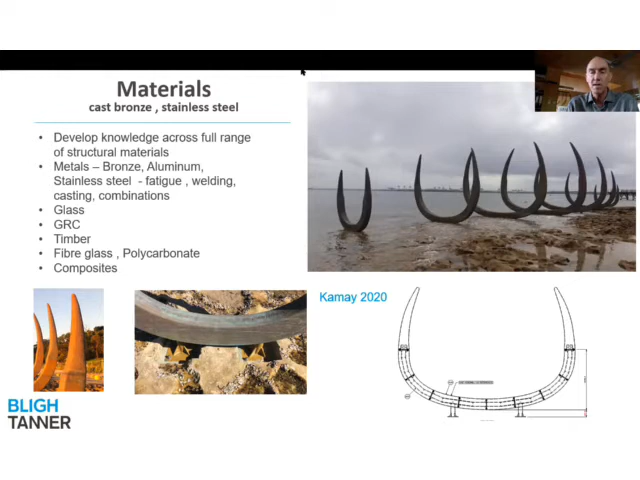 Materials
cast bronze , stainless steel
• Develop knowledge across full range
of structural materials
• Metals – Bronze, Aluminum,
Stainless steel - fatigue , welding,
casting, combinations
• Glass
• GRC
• Timber
• Fibre glass , Polycarbonate
• Composites
Kamay 2020
BLIGH
TANNER